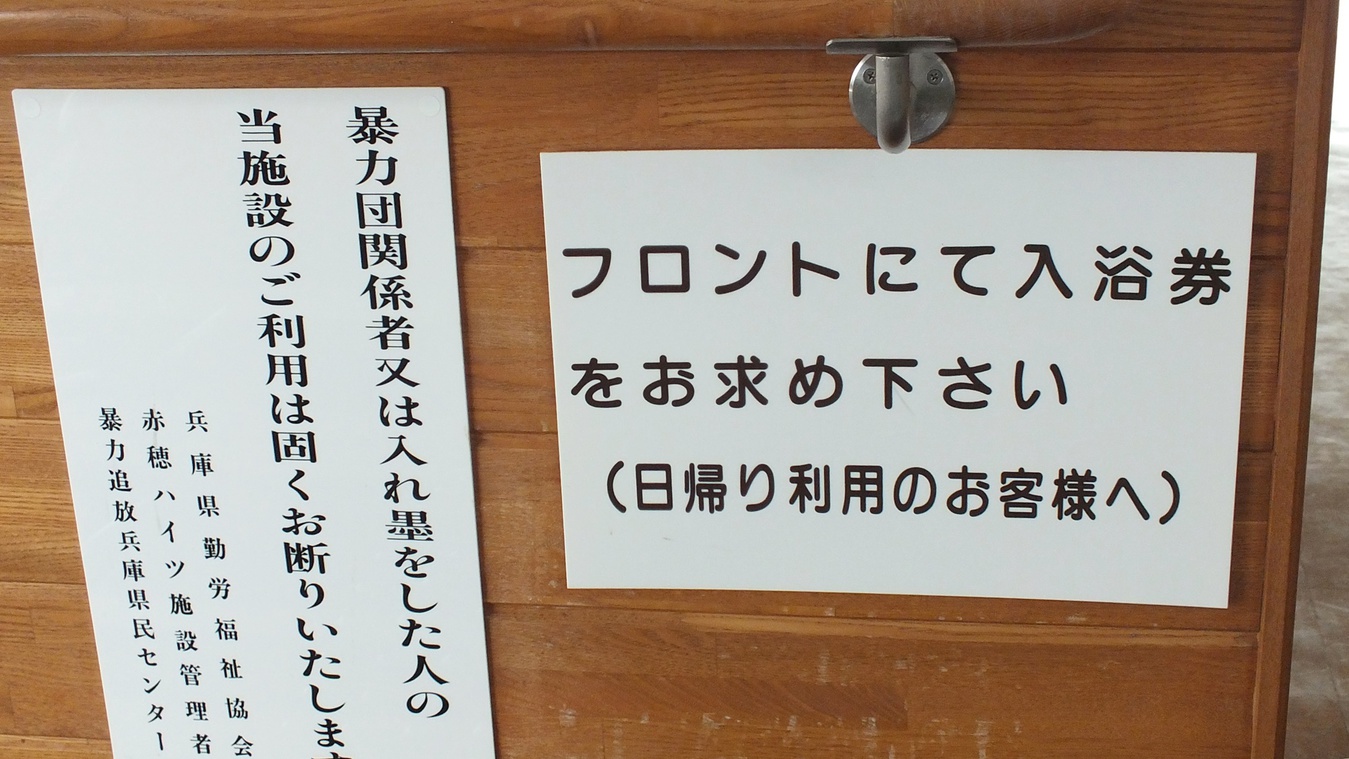 暴力団関係者又は入れ墨をした人の
当施設のご利用は固くお断りいたします
兵庫県勤労福祉協会
赤穂ハイツ施設管理者
暴力追放兵庫県民センター
フロントにて入浴券
をお求め下さい
（日帰り利用のお客様へ）